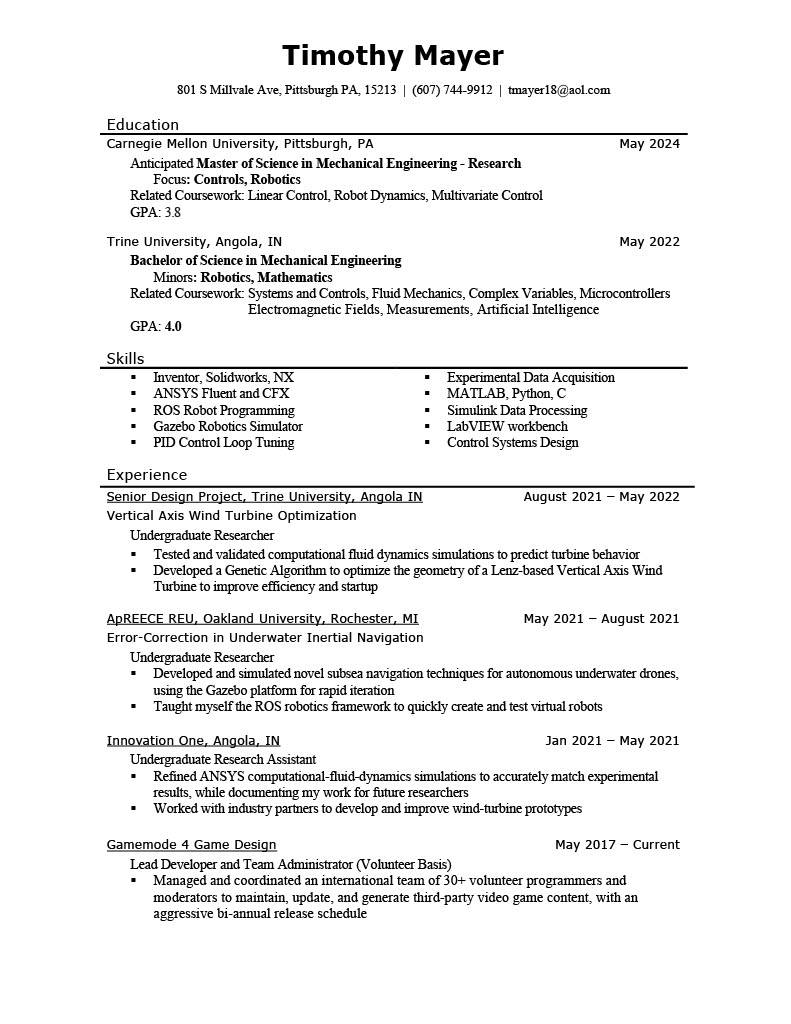 Timothy Mayer
801 S Millvale Ave, Pittsburgh PA, 15213 | (607) 744-9912 | tmayer18@aol.com
Education
Carnegie Mellon University, Pittsburgh, PA May 2024
Anticipated Master of Science in Mechanical Engineering - Research
Focus: Controls, Robotics
Related Coursework: Linear Control, Robot Dynamics, Multivariate Control
GPA: 3.8
Trine University, Angola, IN May 2022
Bachelor of Science in Mechanical Engineering
Minors: Robotics, Mathematics
Related Coursework: Systems and Controls, Fluid Mechanics, Complex Variables, Microcontrollers
Electromagnetic Fields, Measurements, Artificial Intelligence
GPA: 4.0
Skills
▪ Inventor, Solidworks, NX
▪ ANSYS Fluent and CFX
▪ ROS Robot Programming
▪ Gazebo Robotics Simulator
▪ PID Control Loop Tuning
▪ Experimental Data Acquisition
▪ MATLAB, Python, C
▪ Simulink Data Processing
▪ LabVIEW workbench
▪ Control Systems Design
Experience
Senior Design Project, Trine University, Angola IN August 2021 – May 2022
Vertical Axis Wind Turbine Optimization
Undergraduate Researcher
▪ Tested and validated computational fluid dynamics simulations to predict turbine behavior
▪ Developed a Genetic Algorithm to optimize the geometry of a Lenz-based Vertical Axis Wind
Turbine to improve efficiency and startup
ApREECE REU, Oakland University, Rochester, MI May 2021 – August 2021
Error-Correction in Underwater Inertial Navigation
Undergraduate Researcher
▪ Developed and simulated novel subsea navigation techniques for autonomous underwater drones,
using the Gazebo platform for rapid iteration
▪ Taught myself the ROS robotics framework to quickly create and test virtual robots
Innovation One, Angola, IN Jan 2021 – May 2021
Undergraduate Research Assistant
▪ Refined ANSYS computational-fluid-dynamics simulations to accurately match experimental
results, while documenting my work for future researchers
▪ Worked with industry partners to develop and improve wind-turbine prototypes
Gamemode 4 Game Design May 2017 – Current
Lead Developer and Team Administrator (Volunteer Basis)
▪ Managed and coordinated an international team of 30+ volunteer programmers and
moderators to maintain, update, and generate third-party video game content, with an
aggressive bi-annual release schedule